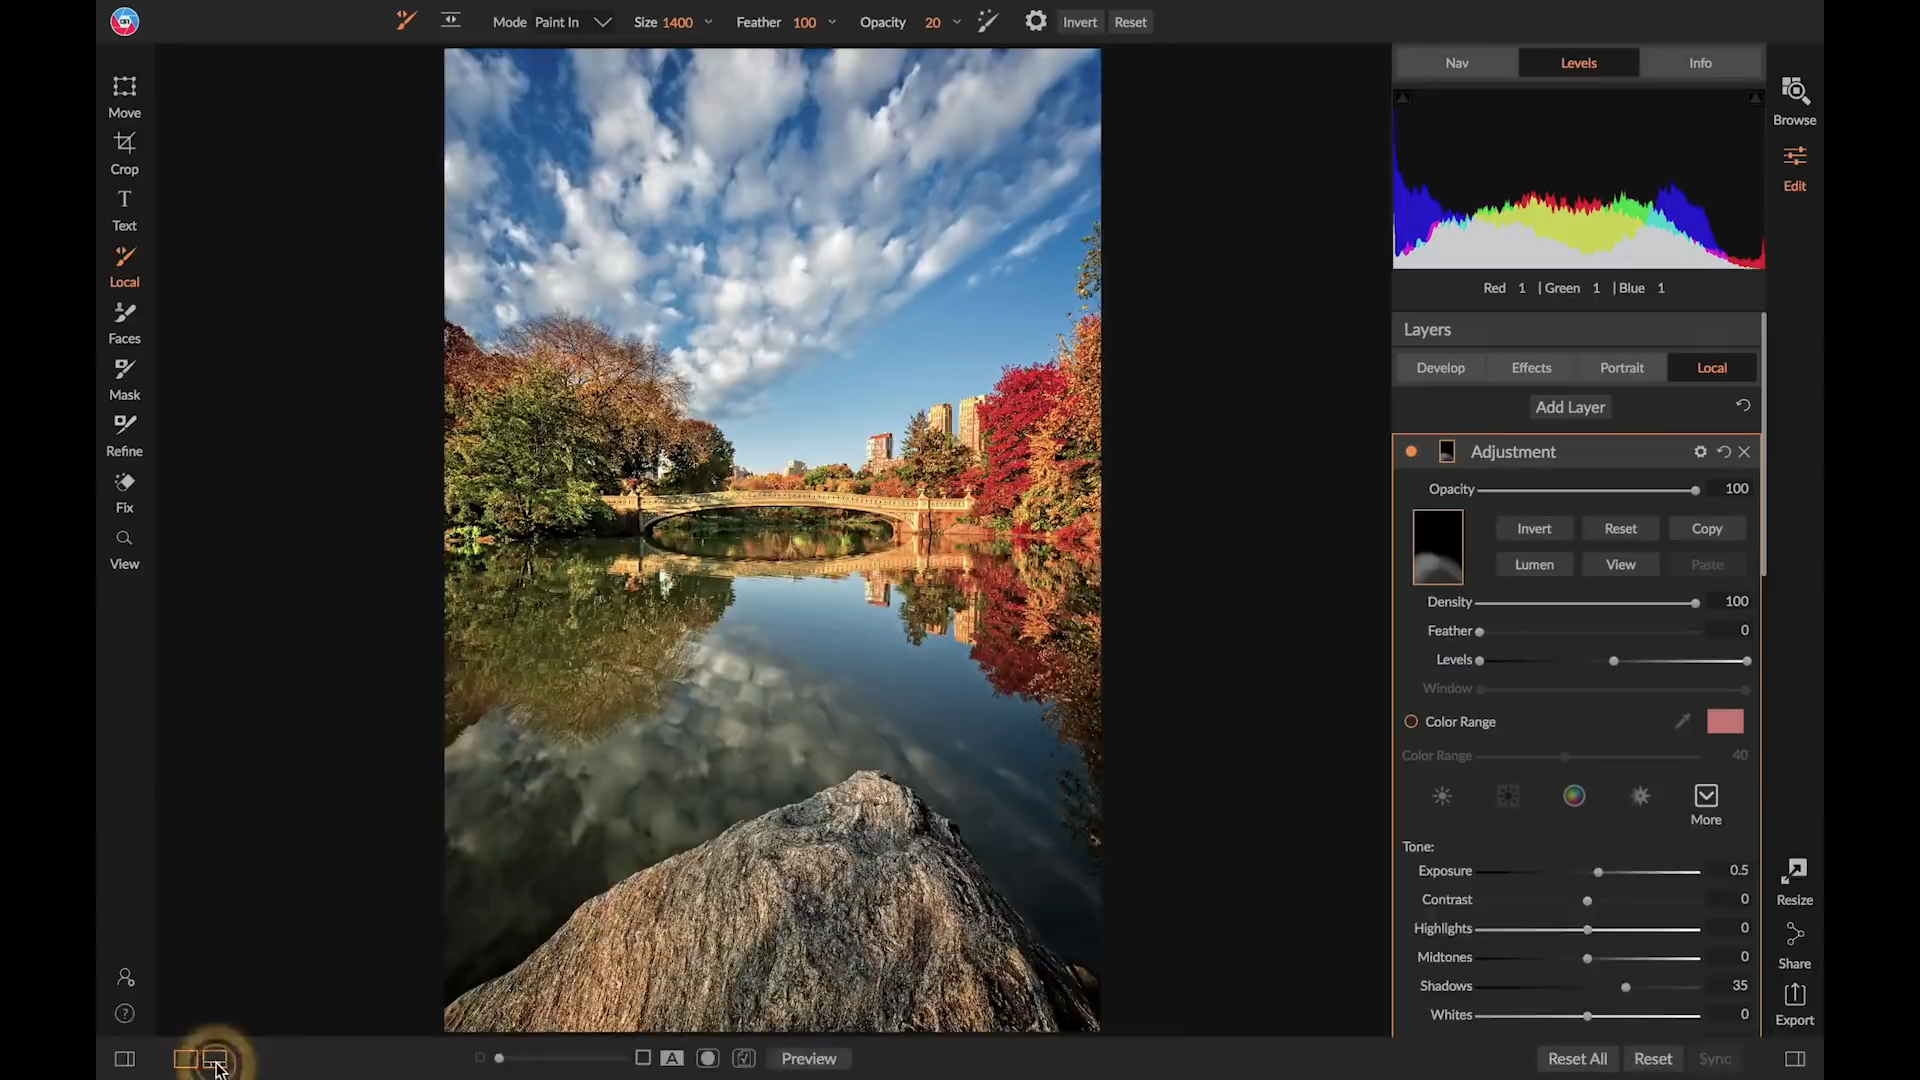 Mode Paint In Size 1400 Feather 100 Opacity 20 Invert Reset
Move
Crop
T
Text
Local
Faces
Mask
Refine
Fix
View
Nav Levels Info
Red 1 | Green 1 | Blue 1
Layers
Develop Effects Portrait Local
Add Layer
Adjustment
Opacity 100
Invert Reset Copy
Lumen View Paste
Density 100
Feather 0
Levels
Window
Color Range
Color Range 40
More
Tone:
Exposure 0.5
Contrast 0
Highlights 0
Midtones 0
Shadows 35
Whites 0
Browse
Edit
Resize
Share
Export
?
A Preview
Reset All Reset Sync